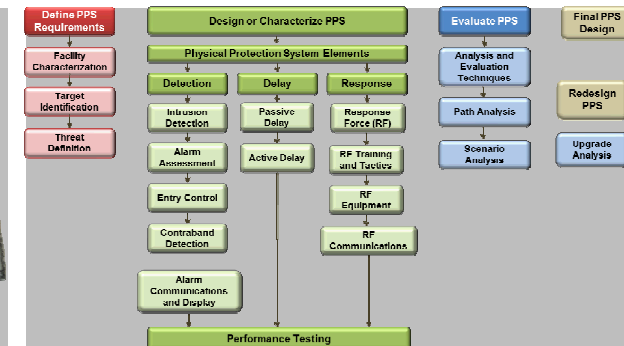 Define PPS
Requirements
Facility
Characterization
Target
Identification
Threat
Definition
Design or Characterize PPS
Physical Protection System Elements
Detection
Intrusion
Detection
Alarm
Assessment
Entry Control
Contraband
Detection
Alarm
Communications
and Display
Delay
Passive
Delay
Active Delay
Response
Response
Force (RF)
RF Training
and Tactics
RF
Equipment
RF
Communications
Performance Testing
Evaluate PPS
Analysis and
Evaluation
Techniques
Path Analysis
Scenario
Analysis
Final PPS
Design
Redesign
PPS
Upgrade
Analysis